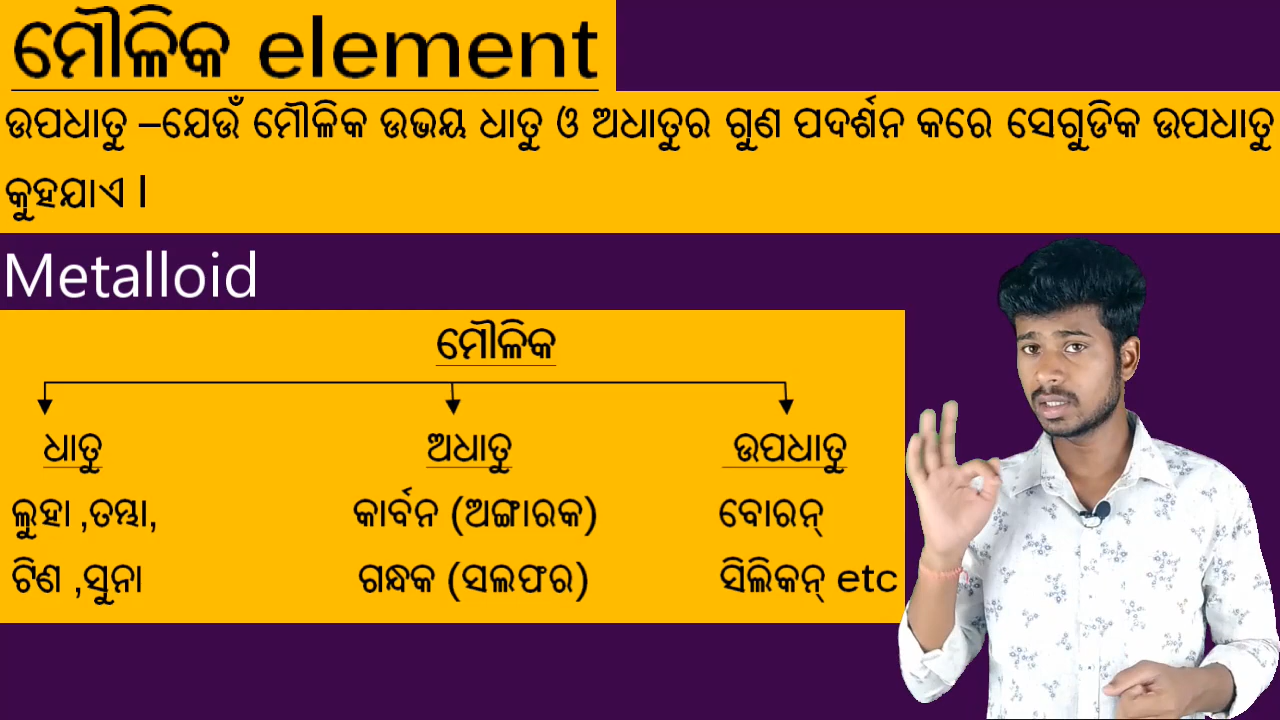 ମୌଳିକ element
ଉପଧାତୁ –ଯେଉଁ ମୌଳିକ ଉଭୟ ଧାତୁ ଓ ଅଧାତୁର ଗୁଣ ପଦର୍ଶନ କରେ ସେଗୁଡିକ ଉପଧାତୁ
କୁହଯାଏ ।
Metalloid
ମୌଳିକ
ଧାତୁ ଅଧାତୁ ଉପଧାତୁ
ଲୁହା ,ତମ୍ଭା, କାର୍ବନ (ଅଙ୍ଗାରକ) ବୋରନ୍
ଟିଣ ,ସୁନା ଗନ୍ଧକ (ସଲଫର) ସିଲିକନ୍ etc